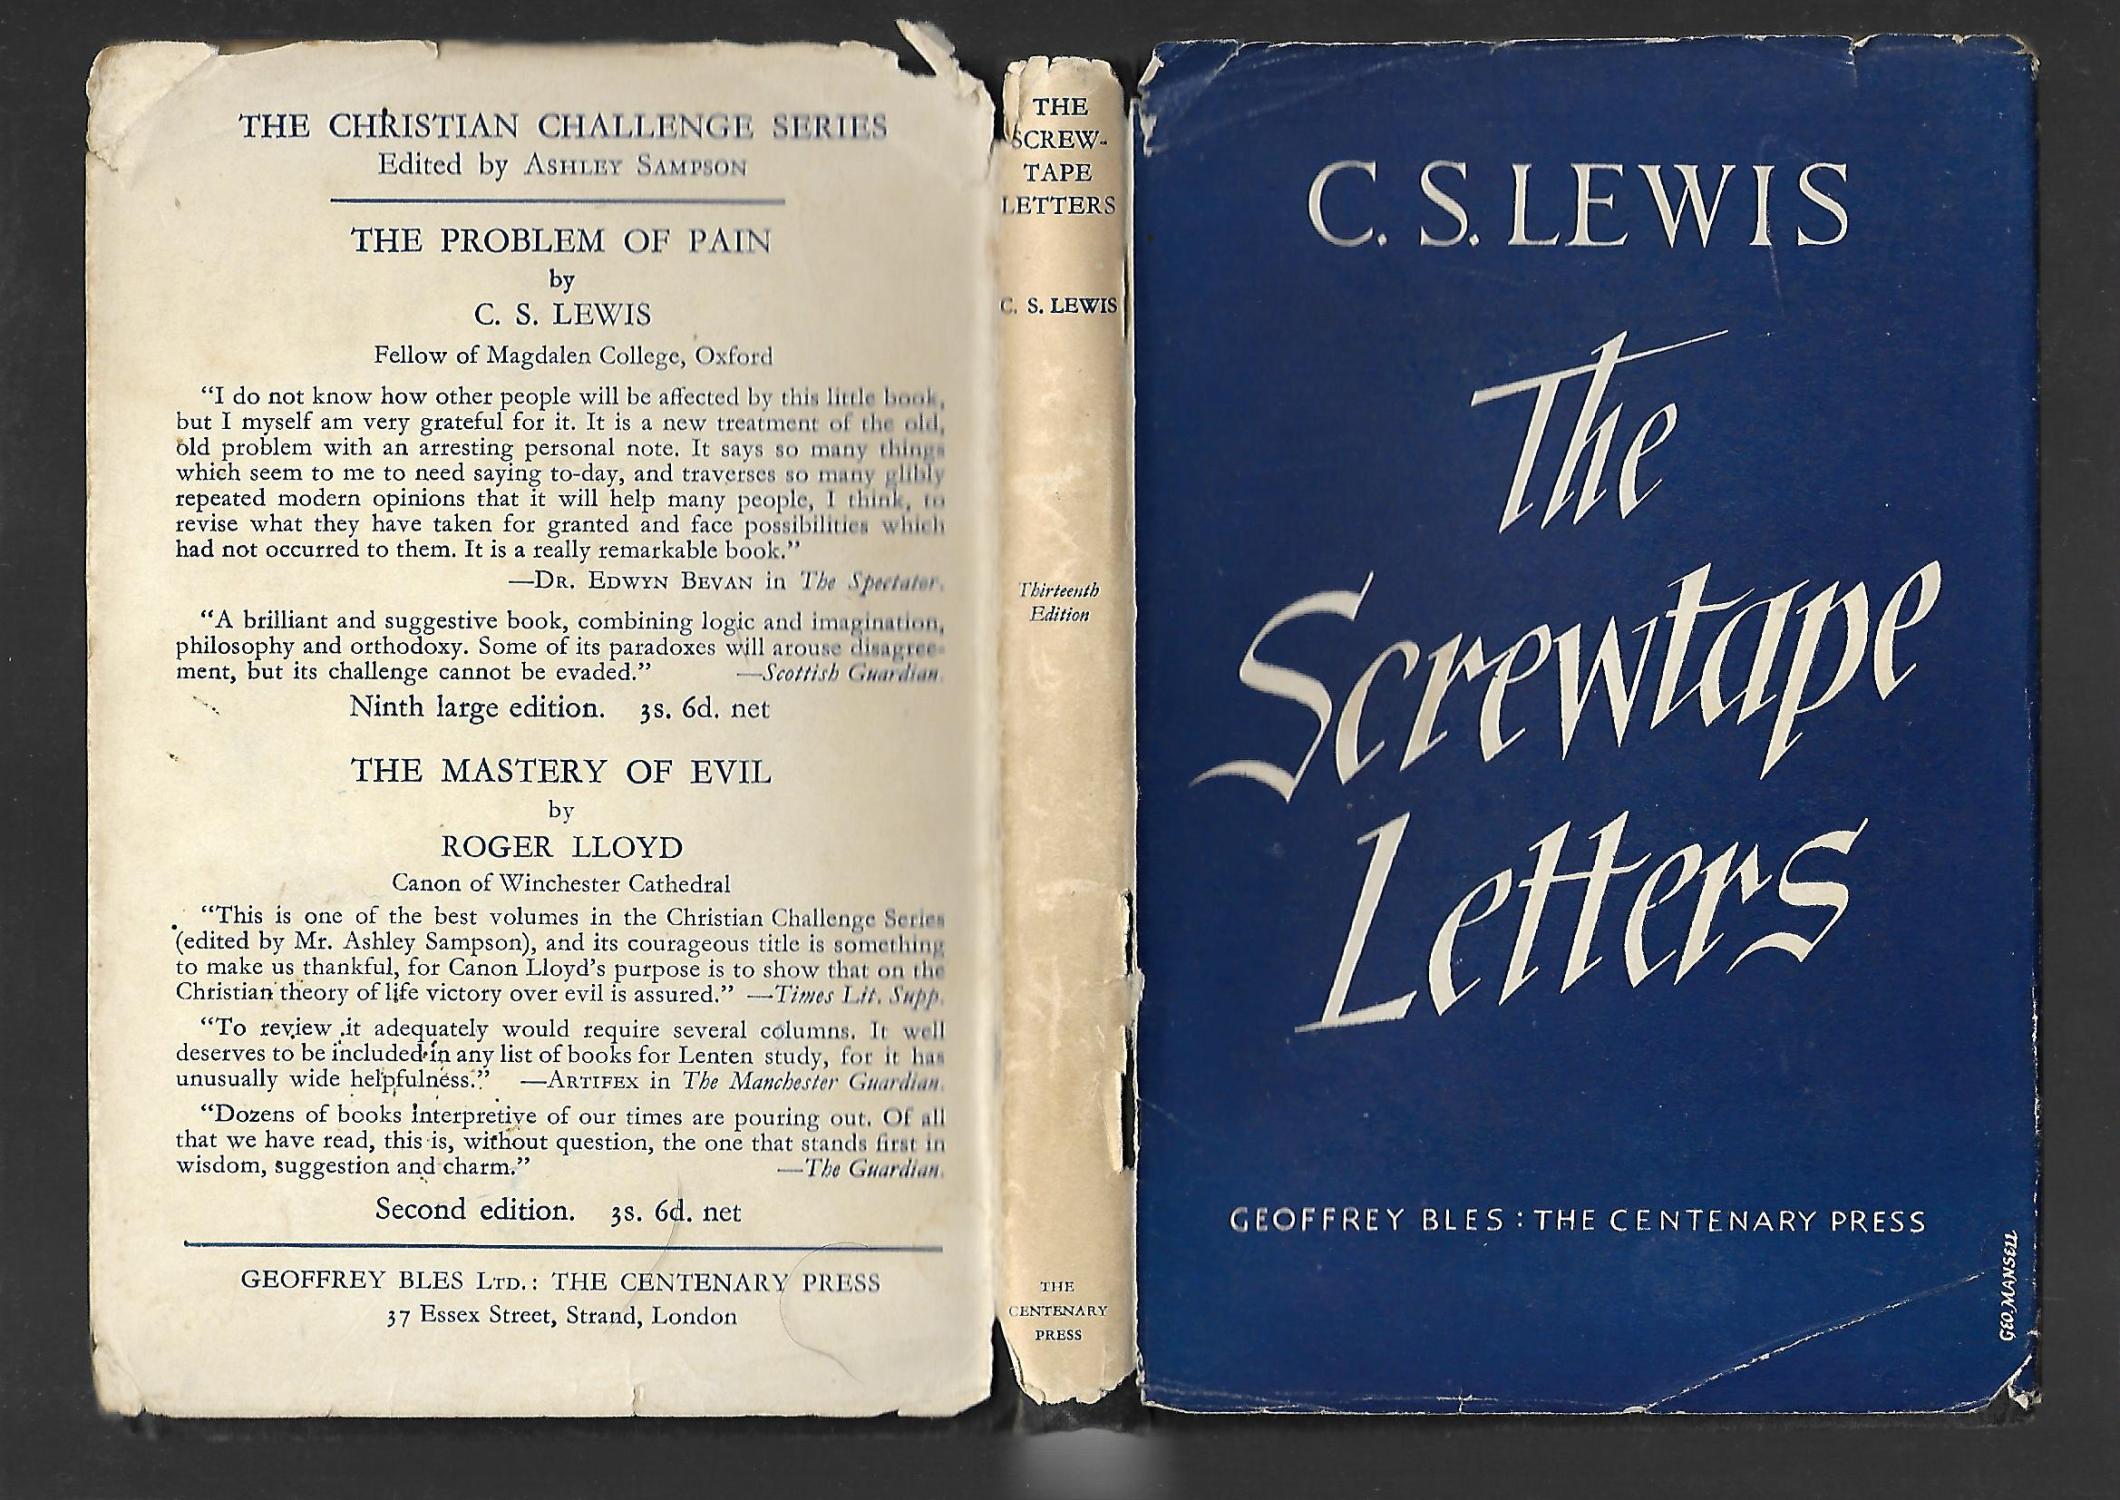 THE CHRISTIAN CHALLENGE SERIES
Edited by ASHLEY SAMPSON
THE PROBLEM OF PAIN
by
C. S. LEWIS
Fellow of Magdalen College, Oxford
“I do not know how other people will be affected by this little book,
but I myself am very grateful for it. It is a new treatment of the old,
old problem with an arresting personal note. It says so many things
which seem to me to need saying to-day, and traverses so many glibly
repeated modern opinions that it will help many people, I think, to
revise what they have taken for granted and face possibilities which
had not occurred to them. It is a really remarkable book.”
—DR. EDWYN BEVAN in The Spectator.
“A brilliant and suggestive book, combining logic and imagination,
philosophy and orthodoxy. Some of its paradoxes will arouse disagree-
ment, but its challenge cannot be evaded.” —Scottish Guardian.
Ninth large edition. 3s. 6d. net
THE MASTERY OF EVIL
by
ROGER LLOYD
Canon of Winchester Cathedral
“This is one of the best volumes in the Christian Challenge Series
(edited by Mr. Ashley Sampson), and its courageous title is something
to make us thankful, for Canon Lloyd’s purpose is to show that on the
Christian theory of life victory over evil is assured.” —Times Lit. Supp.
“To review it adequately would require several columns. It well
deserves to be included in any list of books for Lenten study, for it has
unusually wide helpfulness.” —ARTIFEX in The Manchester Guardian.
“Dozens of books interpretive of our times are pouring out. Of all
that we have read, this is, without question, the one that stands first in
wisdom, suggestion and charm.” —The Guardian.
Second edition. 3s. 6d. net
GEOFFREY BLES LTD.: THE CENTENARY PRESS
37 Essex Street, Strand, London
THE
SCREW-
TAPE
LETTERS
C. S. LEWIS
Thirteenth
Edition
THE
CENTENARY
PRESS
C. S. LEWIS
The
Screwtape
Letters
GEOFFREY BLES : THE CENTENARY PRESS
GEO. MANSELL